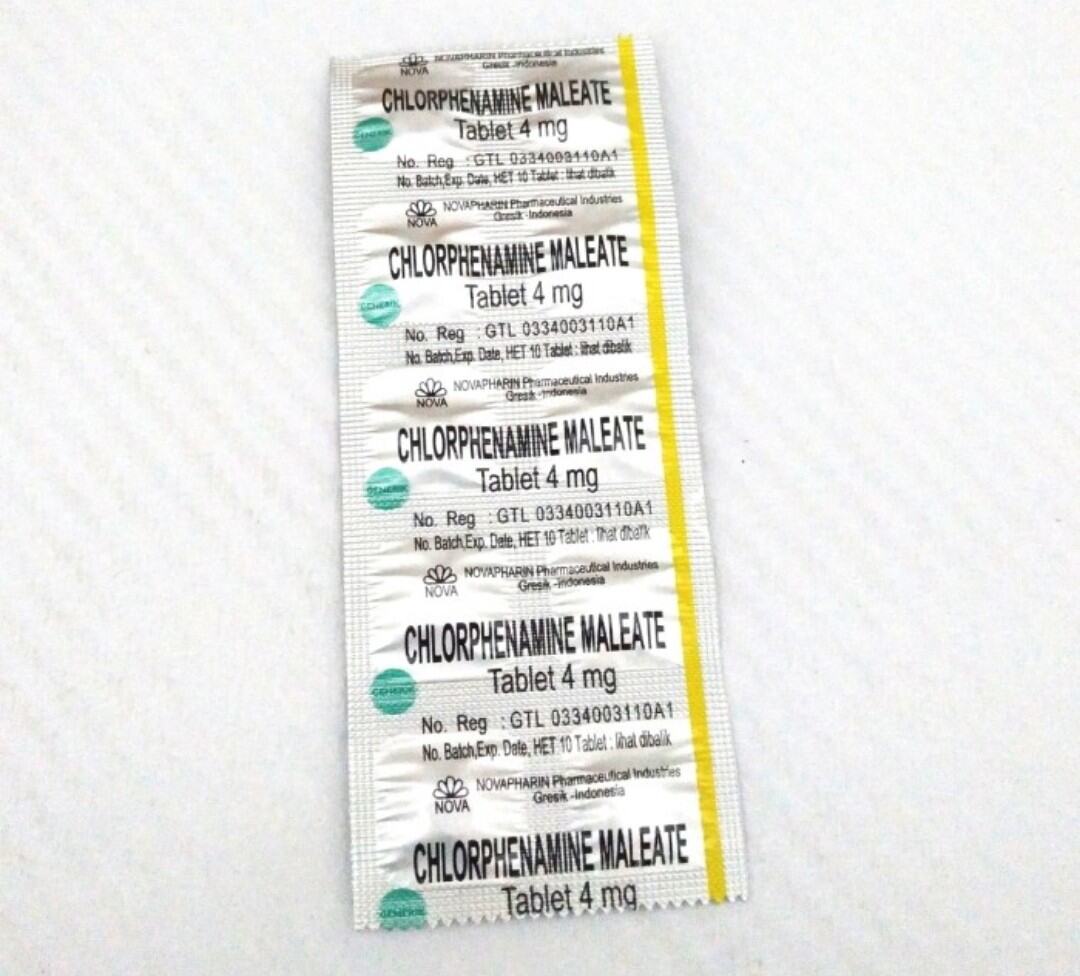 NOVAPHARIN Pharmaceutical Industries
Gresik -Indonesia
NOVA
CHLORPHENAMINE MALEATE
Tablet 4 mg
GENERIK
No. Reg : GTL 0334003110A1
No. Batch,Exp. Date, HET 10 Tablet : lihat dibalik
NOVAPHARIN Pharmaceutical Industries
Gresik -Indonesia
NOVA
CHLORPHENAMINE MALEATE
Tablet 4 mg
GENERIK
No. Reg : GTL 0334003110A1
No. Batch,Exp. Date, HET 10 Tablet : lihat dibalik
NOVAPHARIN Pharmaceutical Industries
Gresik -Indonesia
NOVA
CHLORPHENAMINE MALEATE
Tablet 4 mg
GENERIK
No. Reg : GTL 0334003110A1
No. Batch,Exp. Date, HET 10 Tablet : lihat dibalik
NOVAPHARIN Pharmaceutical Industries
Gresik -Indonesia
NOVA
CHLORPHENAMINE MALEATE
Tablet 4 mg
GENERIK
No. Reg : GTL 0334003110A1
No. Batch,Exp. Date, HET 10 Tablet : lihat dibalik
NOVAPHARIN Pharmaceutical Industries
Gresik -Indonesia
NOVA
CHLORPHENAMINE MALEATE
Tablet 4 mg
GENERIK